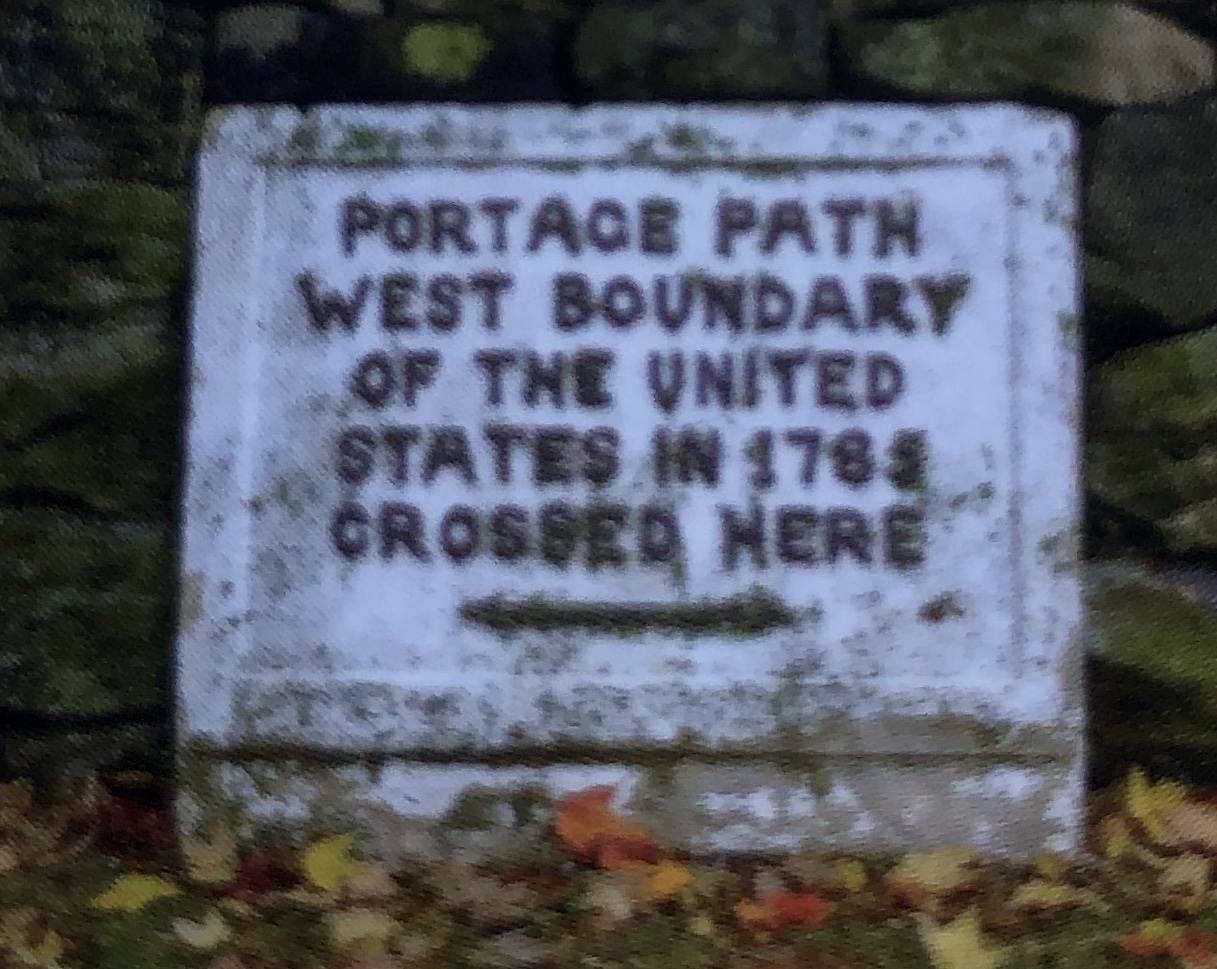 PORTAGE PATH
WEST BOUNDARY
OF THE UNITED
STATES IN 1785
CROSSED HERE